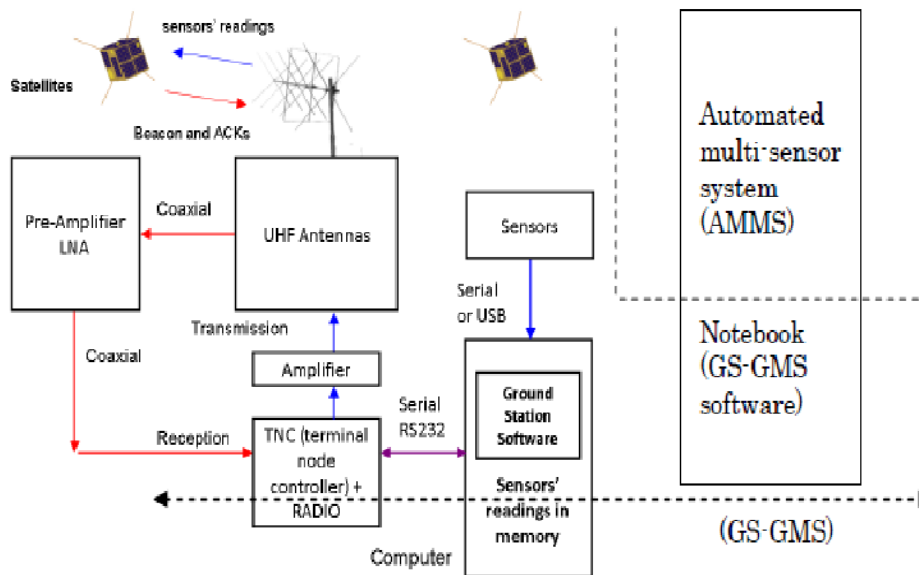 sensors' readings
Satellites
Beacon and ACKs
Pre-Amplifier
LNA
Coaxial
UHF Antennas
Sensors
Automated
multi-sensor
system
(AMMS)
Serial
or USB
Transmission
Coaxial
Amplifier
Notebook
(GS-GMS
software)
Ground
Station
Software
Serial
RS232
Reception
TNC (terminal
node
controller) +
RADIO
Sensors'
readings in
memory
Computer
(GS-GMS)